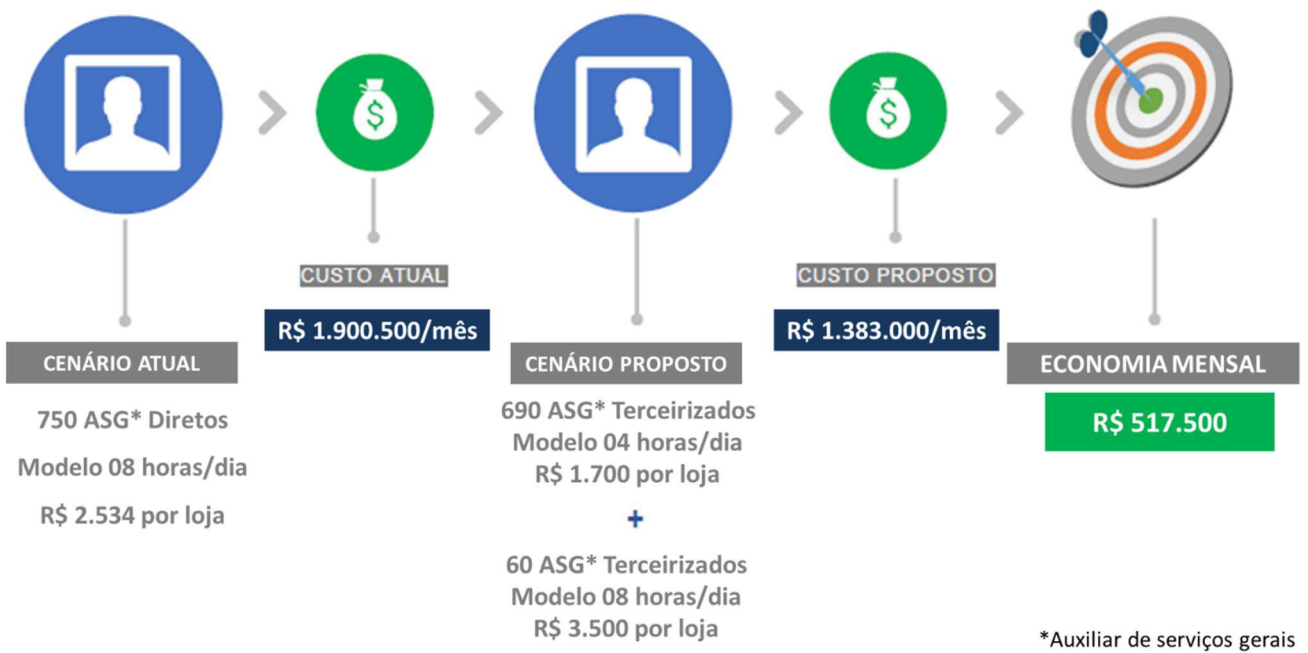 CUSTO ATUAL
R$ 1.900.500/mês
CENÁRIO ATUAL
750 ASG* Diretos
Modelo 08 horas/dia
R$ 2.534 por loja
CUSTO PROPOSTO
R$ 1.383.000/mês
CENÁRIO PROPOSTO
690 ASG* Terceirizados
Modelo 04 horas/dia
R$ 1.700 por loja
+
60 ASG* Terceirizados
Modelo 08 horas/dia
R$ 3.500 por loja
ECONOMIA MENSAL
R$ 517.500
*Auxiliar de serviços gerais